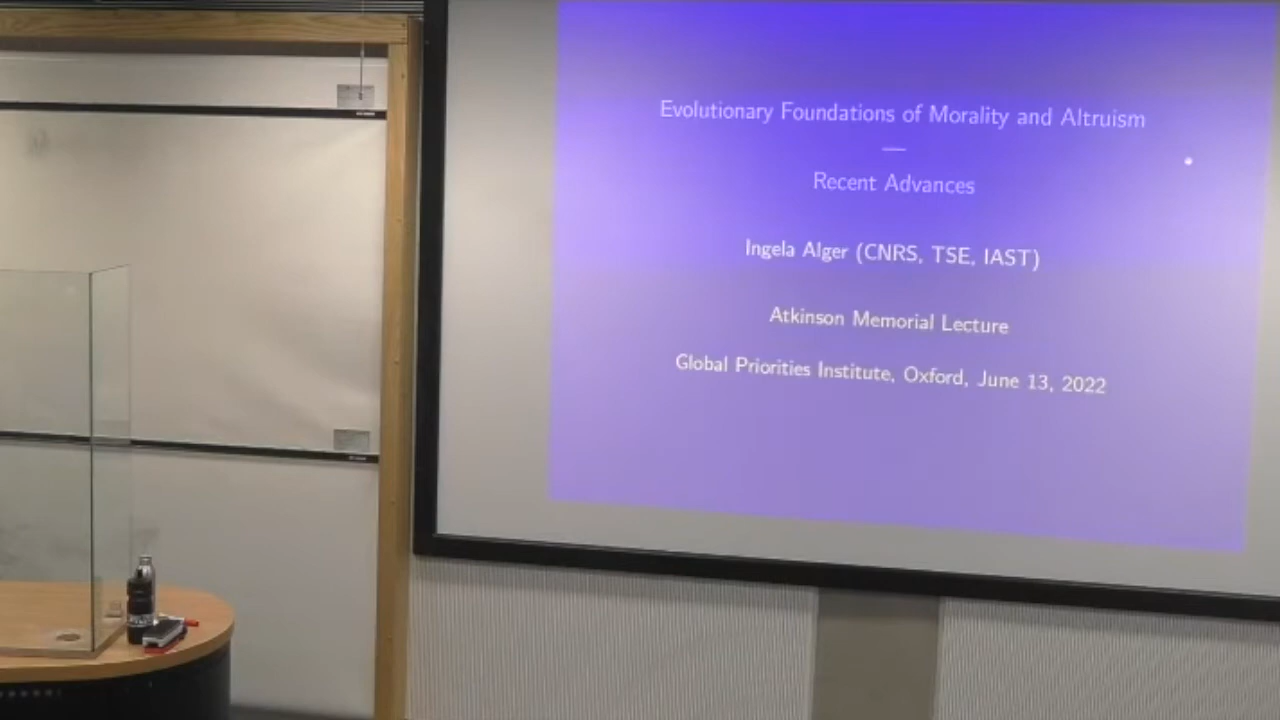 Evolutionary Foundations of Morality and Altruism
—
Recent Advances
Ingela Alger (CNRS, TSE, IAST)
Atkinson Memorial Lecture
Global Priorities Institute, Oxford, June 13, 2022